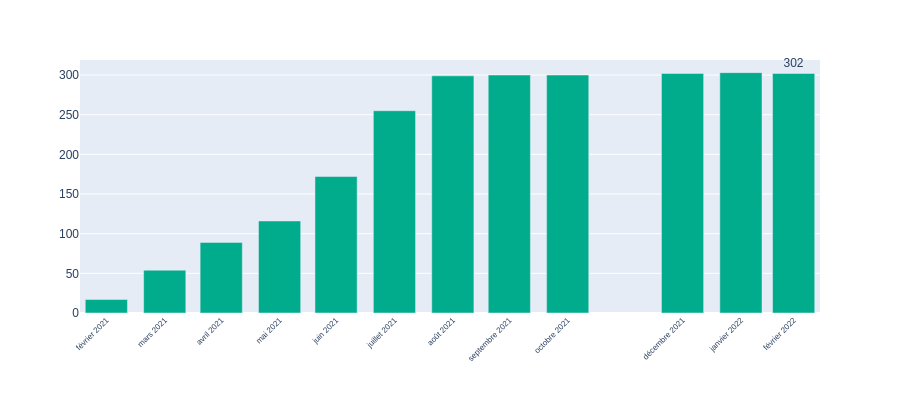 302
300
250
200
150
100
50
0
février 2021
mars 2021
avril 2021
mai 2021
juin 2021
juillet 2021
août 2021
septembre 2021
octobre 2021
décembre 2021
janvier 2022
février 2022